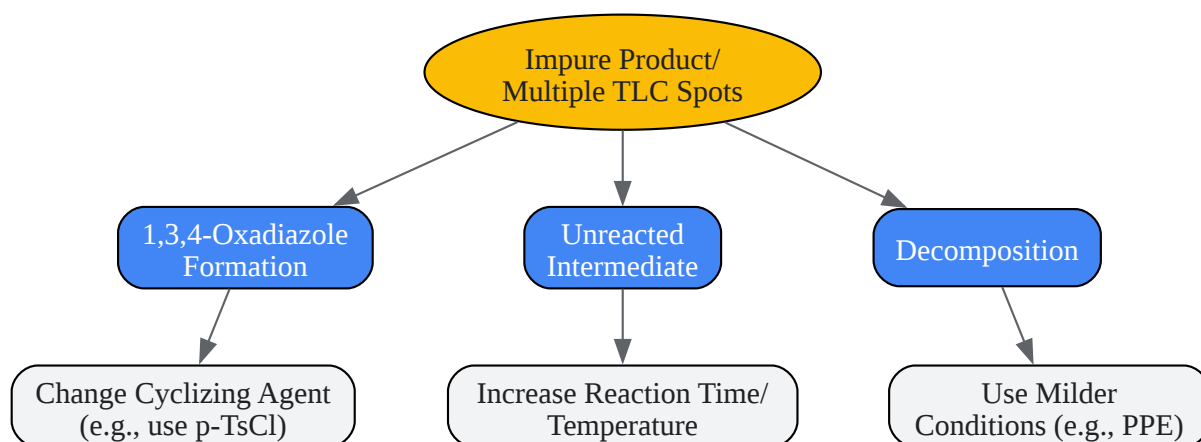 Impure Product/
Multiple TLC Spots
1,3,4-Oxadiazole
Formation
Unreacted
Intermediate
Decomposition
Change Cyclizing Agent
(e.g., use p-TsCl)
Increase Reaction Time/
Temperature
Use Milder
Conditions (e.g., PPE)